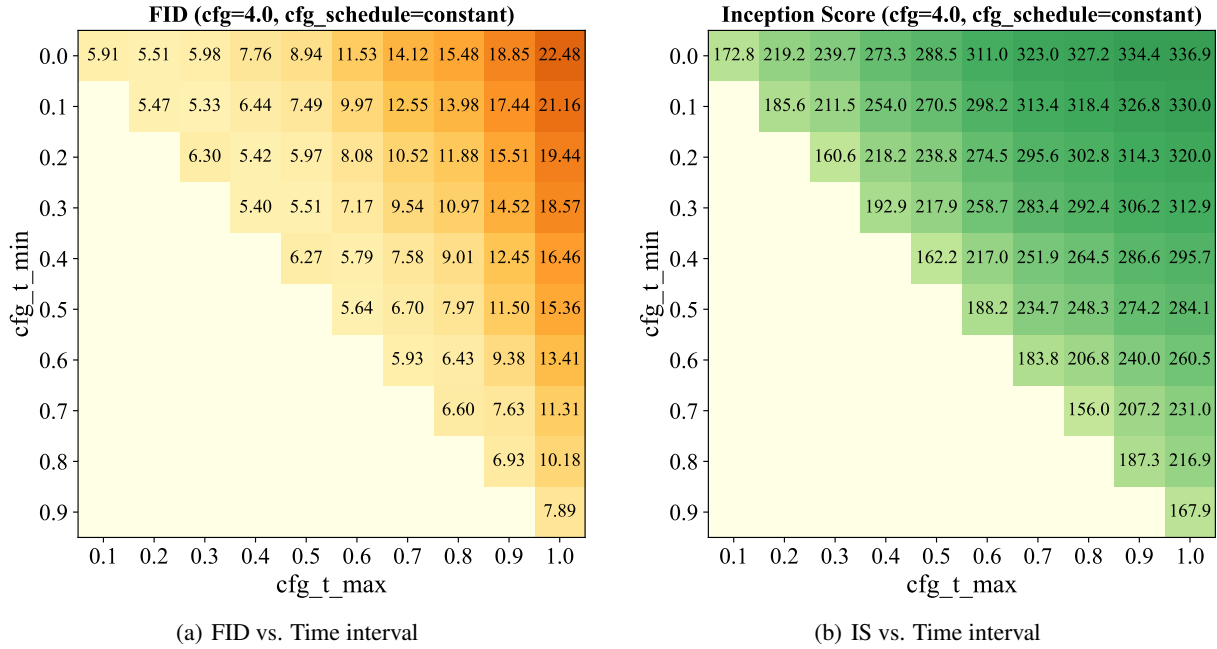 FID (cfg=4.0, cfg_schedule=constant)
cfg_t_min
0.0 5.91 5.51 5.98 7.76 8.94 11.53 14.12 15.48 18.85 22.48
0.1 5.47 5.33 6.44 7.49 9.97 12.55 13.98 17.44 21.16
0.2 6.30 5.42 5.97 8.08 10.52 11.88 15.51 19.44
0.3 5.40 5.51 7.17 9.54 10.97 14.52 18.57
0.4 6.27 5.79 7.58 9.01 12.45 16.46
0.5 5.64 6.70 7.97 11.50 15.36
0.6 5.93 6.43 9.38 13.41
0.7 6.60 7.63 11.31
0.8 6.93 10.18
0.9 7.89
0.1 0.2 0.3 0.4 0.5 0.6 0.7 0.8 0.9 1.0
cfg_t_max
(a) FID vs. Time interval
Inception Score (cfg=4.0, cfg_schedule=constant)
cfg_t_min
0.0 172.8 219.2 239.7 273.3 288.5 311.0 323.0 327.2 334.4 336.9
0.1 185.6 211.5 254.0 270.5 298.2 313.4 318.4 326.8 330.0
0.2 160.6 218.2 238.8 274.5 295.6 302.8 314.3 320.0
0.3 192.9 217.9 258.7 283.4 292.4 306.2 312.9
0.4 162.2 217.0 251.9 264.5 286.6 295.7
0.5 188.2 234.7 248.3 274.2 284.1
0.6 183.8 206.8 240.0 260.5
0.7 156.0 207.2 231.0
0.8 187.3 216.9
0.9 167.9
0.1 0.2 0.3 0.4 0.5 0.6 0.7 0.8 0.9 1.0
cfg_t_max
(b) IS vs. Time interval